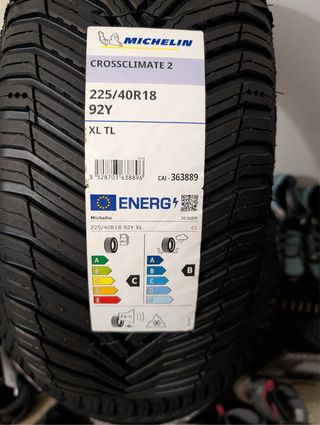 MICHELIN
CROSSCLIMATE 2
225/40R18
92Y
XL TL
3 528703 638896
CAI - 363889
ENERG
Michelin 363889
225/40R18 92Y XL C1
A A
B B B
C C C
D D
E E